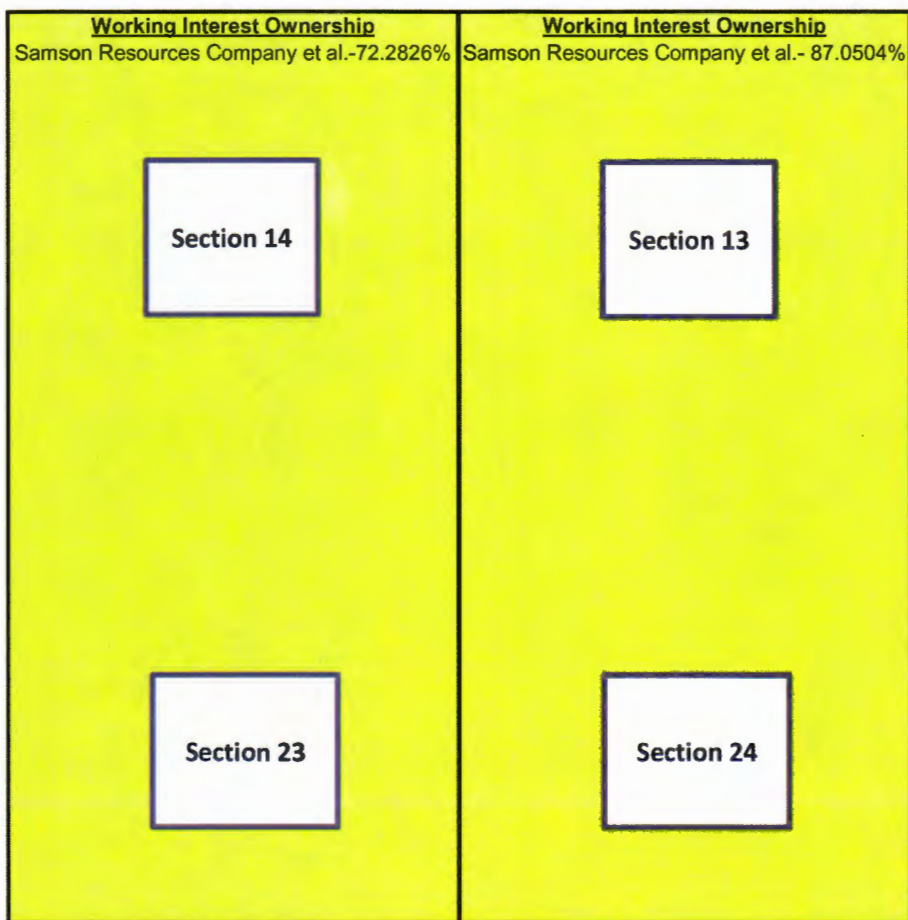 Working Interest Ownership
Samson Resources Company et al.-72.2826%
Section 14
Section 23
Working Interest Ownership
Samson Resources Company et al.- 87.0504%
Section 13
Section 24